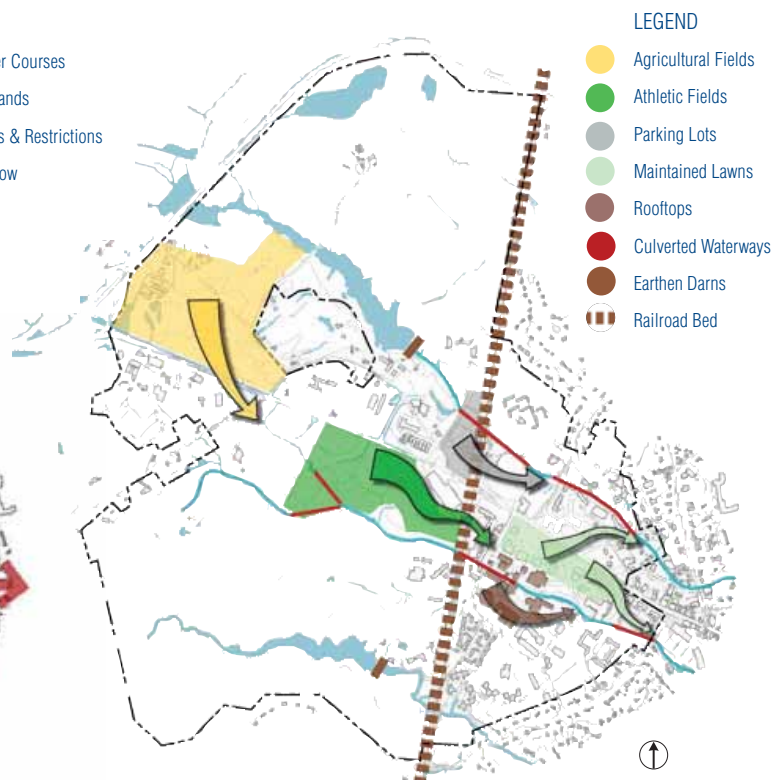 er Courses
ands
s & Restrictions
ow
LEGEND
Agricultural Fields
Athletic Fields
Parking Lots
Maintained Lawns
Rooftops
Culverted Waterways
Earthen Darns
Railroad Bed